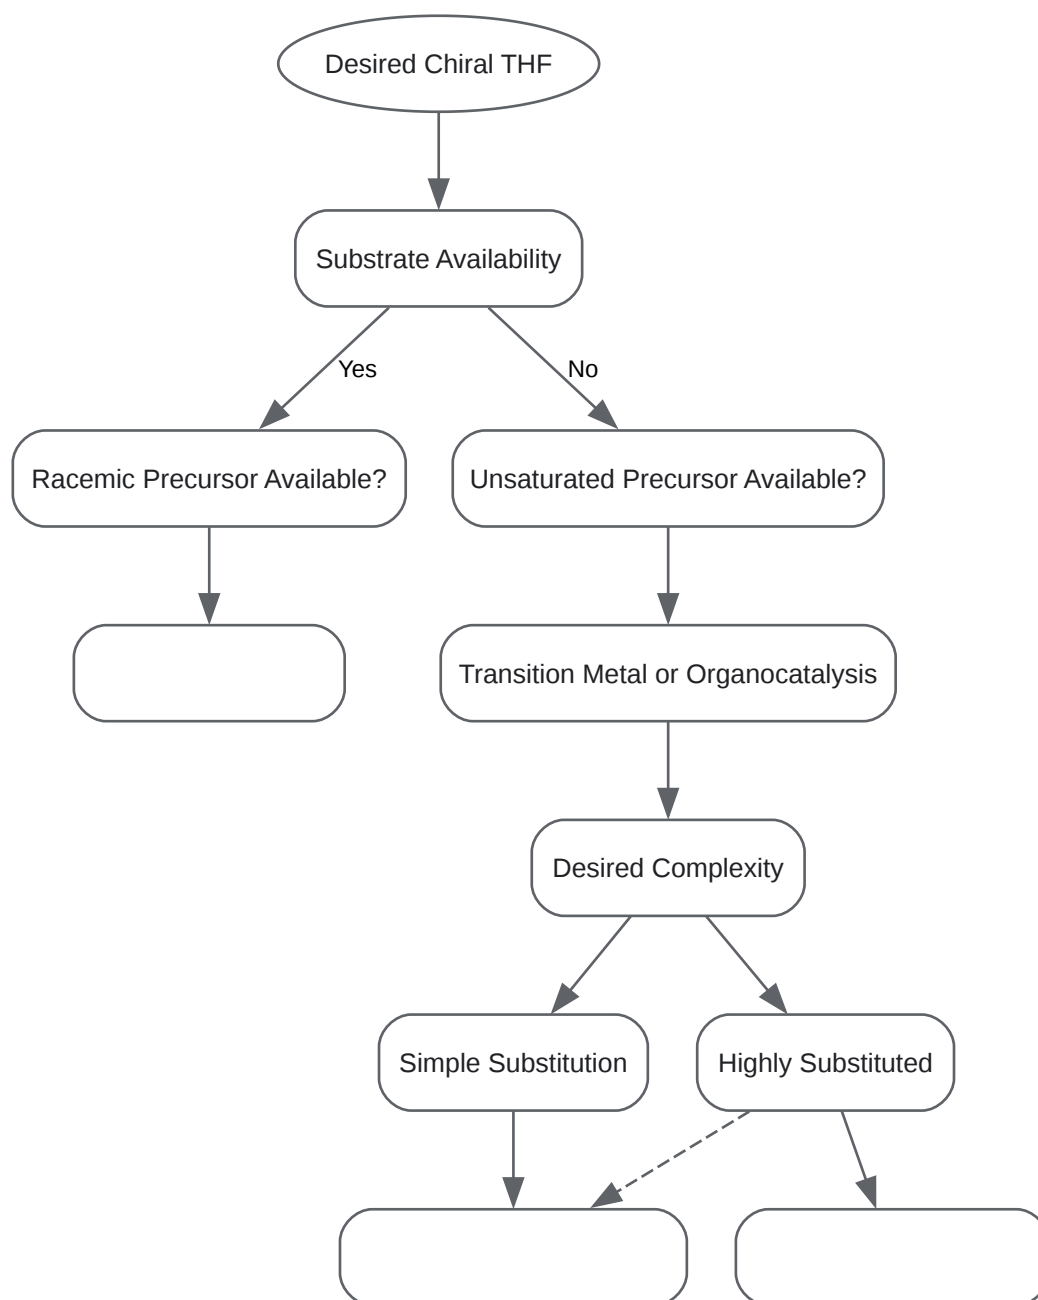 Desired Chiral THF
Substrate Availability
Yes
No
Racemic Precursor Available?
Unsaturated Precursor Available?
Transition Metal or Organocatalysis
Desired Complexity
Simple Substitution
Highly Substituted